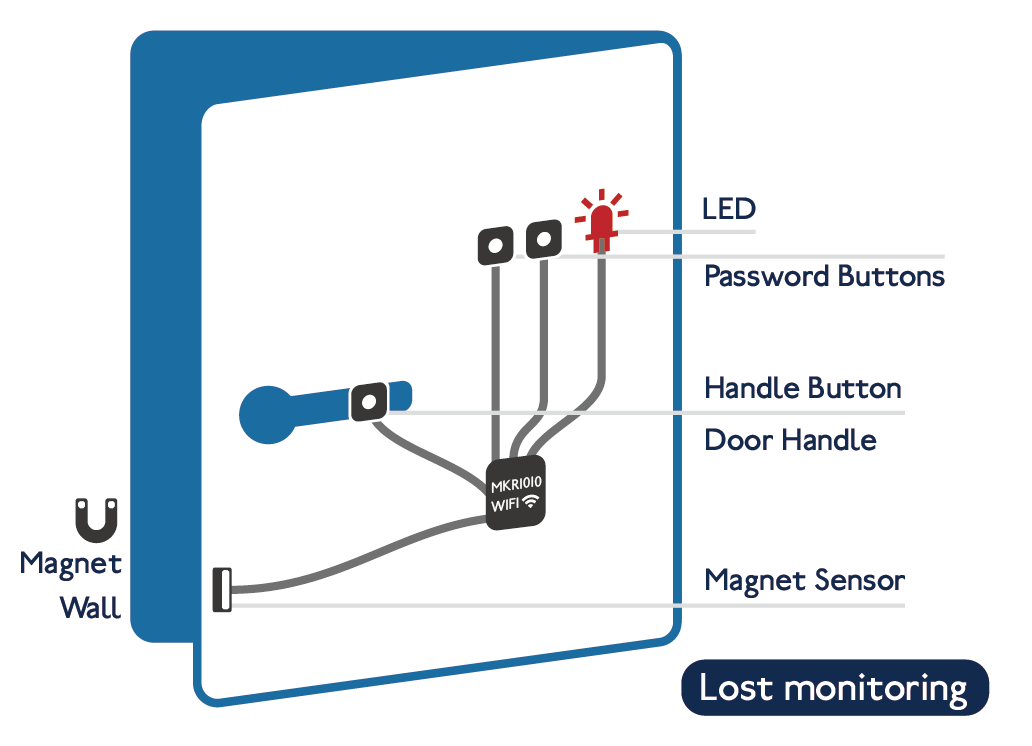 LED
Password Buttons
Handle Button
Door Handle
MKR1010
WIFI
Magnet
Wall
Magnet Sensor
Lost monitoring